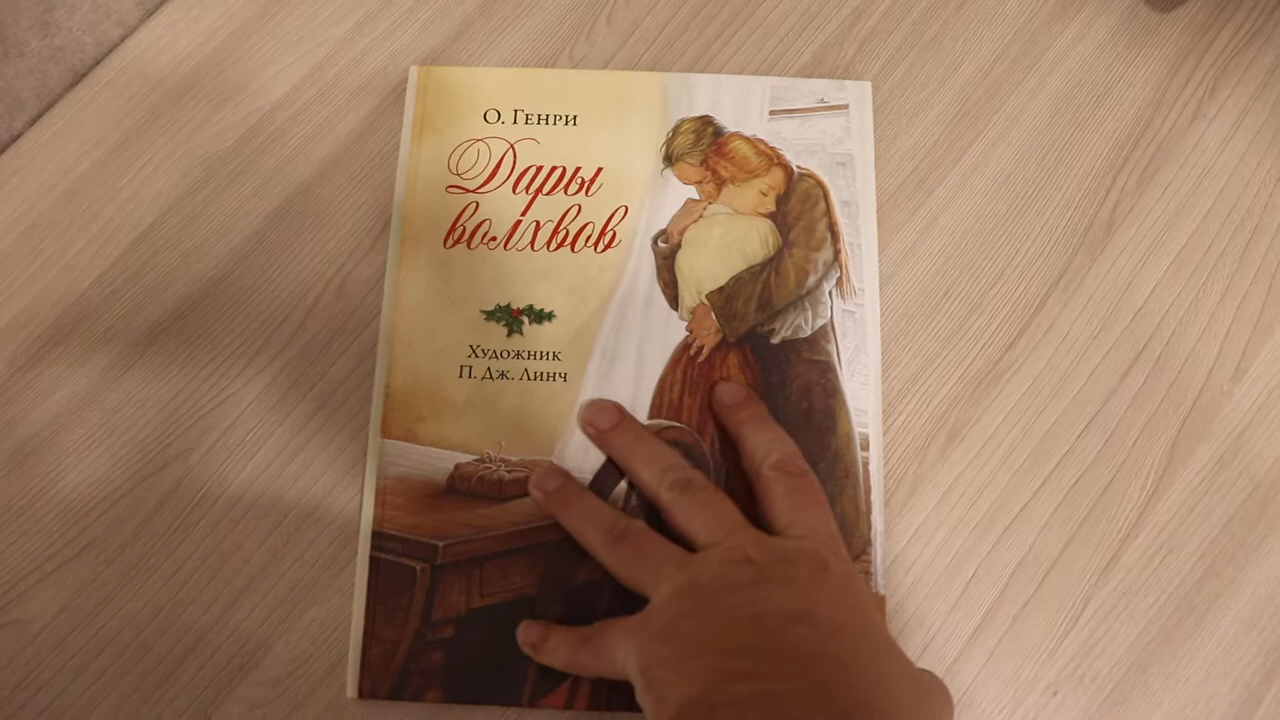 О. Генри
Дары
волхвов
Художник
П. Дж. Линч